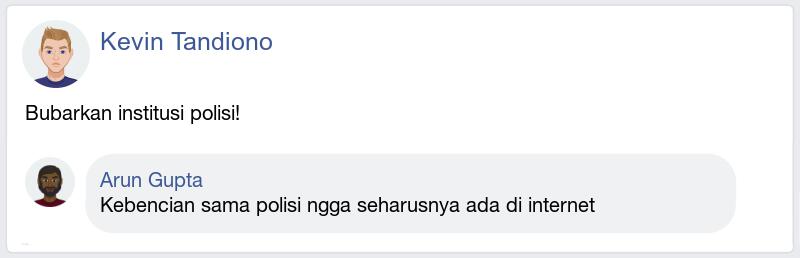 Kevin Tandiono
Bubarkan institusi polisi!
Arun Gupta
Kebencian sama polisi ngga seharusnya ada di internet